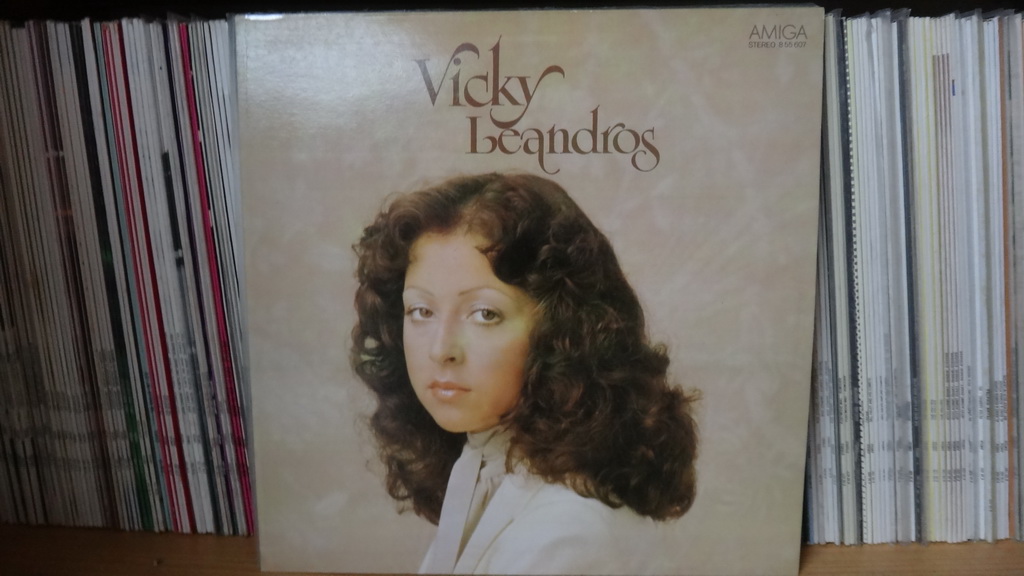 Vicky
Leandros
AMIGA
STEREO 8 55 607